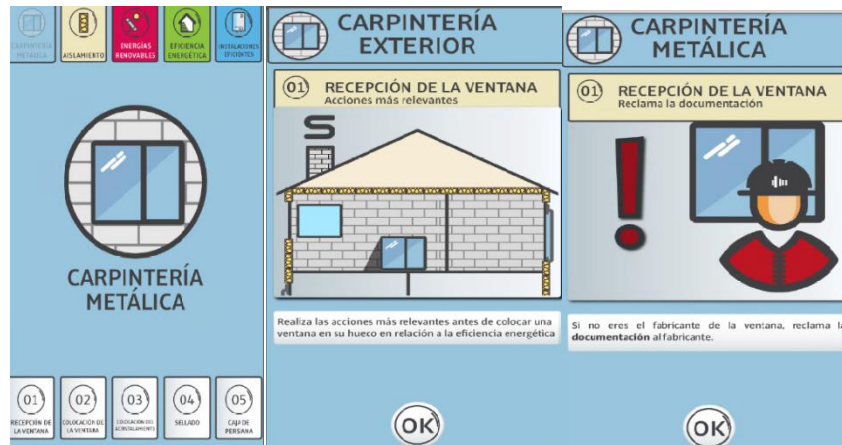 CARPINTERÍA
METÁLICA
AISLAMIENTO
ENERGÍAS
RENOVABLES
EFICIENCIA
ENERGÉTICA
INSTALACIONES
EFICIENTES
CARPINTERÍA
METÁLICA
01
RECEPCIÓN DE
LA VENTANA
02
COLOCACIÓN DE
LA VENTANA
03
COLOCACIÓN DEL
ACRISTALAMIENTO
04
SELLADO
05
CAJA DE
PERSIANA
CARPINTERÍA
EXTERIOR
01 RECEPCIÓN DE LA VENTANA
Acciones más relevantes
Realiza las acciones más relevantes antes de colocar una
ventana en su hueco en relación a la eficiencia energética
OK
CARPINTERÍA
METÁLICA
01 RECEPCIÓN DE LA VENTANA
Reclama la documentación
Si no eres el fabricante de la ventana, reclama la
documentación al fabricante.
OK